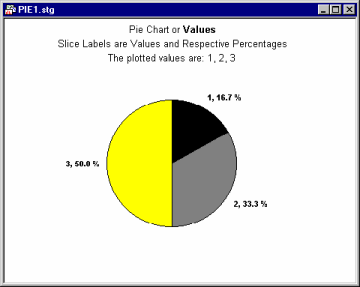 PIE1.stg
Pie Chart or Values
Slice Labels are Values and Respective Percentages
The plotted values are: 1, 2, 3
1, 16.7 %
3, 50.0 %
2, 33.3 %